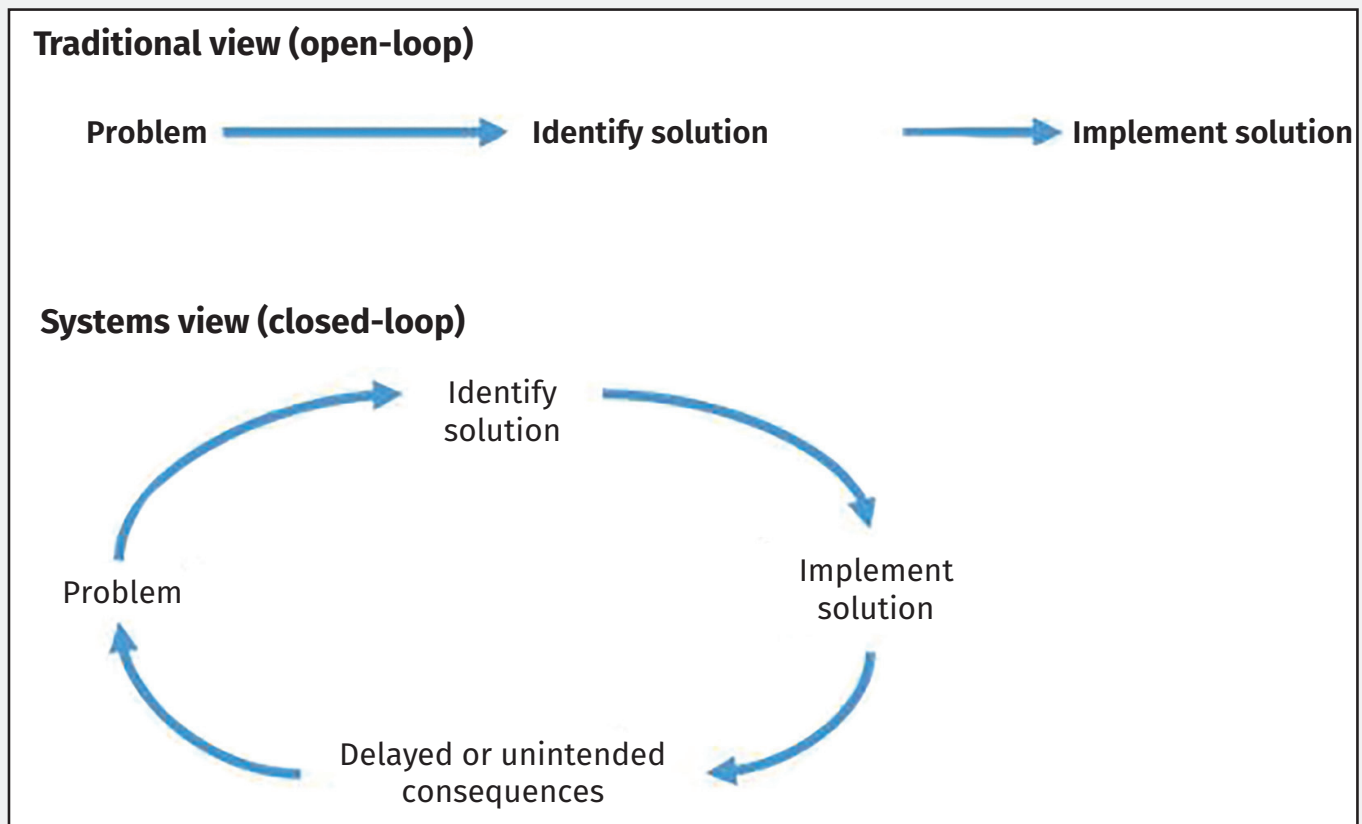 Traditional view (open-loop)
Problem
Identify solution
Implement solution
Systems view (closed-loop)
Identify
solution
Implement
solution
Problem
Delayed or unintended
consequences